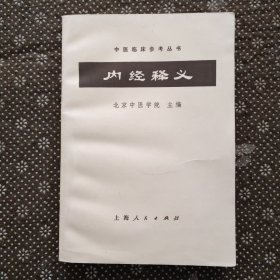 中医临床参考丛书
内经释义
北京中医学院 主编
上海人民出版社